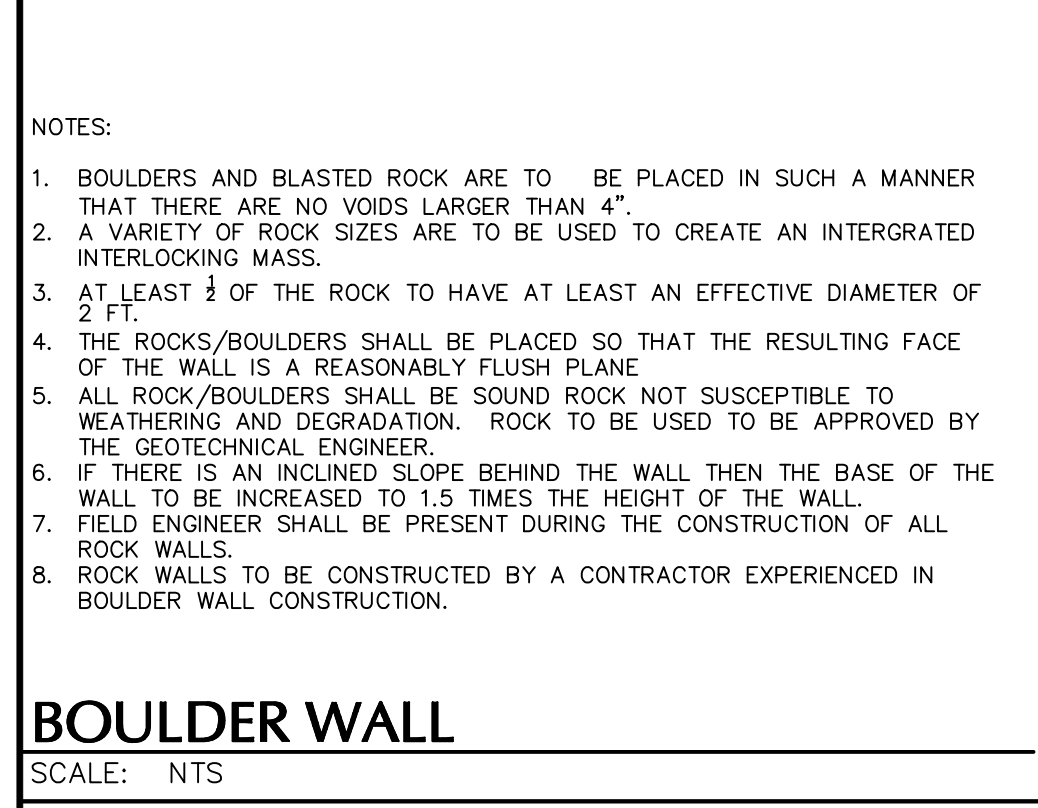 NOTES:
1. BOULDERS AND BLASTED ROCK ARE TO BE PLACED IN SUCH A MANNER
THAT THERE ARE NO VOIDS LARGER THAN 4".
2. A VARIETY OF ROCK SIZES ARE TO BE USED TO CREATE AN INTERGRATED
INTERLOCKING MASS.
3. AT LEAST ½ OF THE ROCK TO HAVE AT LEAST AN EFFECTIVE DIAMETER OF
2 FT.
4. THE ROCKS/BOULDERS SHALL BE PLACED SO THAT THE RESULTING FACE
OF THE WALL IS A REASONABLY FLUSH PLANE
5. ALL ROCK/BOULDERS SHALL BE SOUND ROCK NOT SUSCEPTIBLE TO
WEATHERING AND DEGRADATION. ROCK TO BE USED TO BE APPROVED BY
THE GEOTECHNICAL ENGINEER.
6. IF THERE IS AN INCLINED SLOPE BEHIND THE WALL THEN THE BASE OF THE
WALL TO BE INCREASED TO 1.5 TIMES THE HEIGHT OF THE WALL.
7. FIELD ENGINEER SHALL BE PRESENT DURING THE CONSTRUCTION OF ALL
ROCK WALLS.
8. ROCK WALLS TO BE CONSTRUCTED BY A CONTRACTOR EXPERIENCED IN
BOULDER WALL CONSTRUCTION.
BOULDER WALL
SCALE: NTS